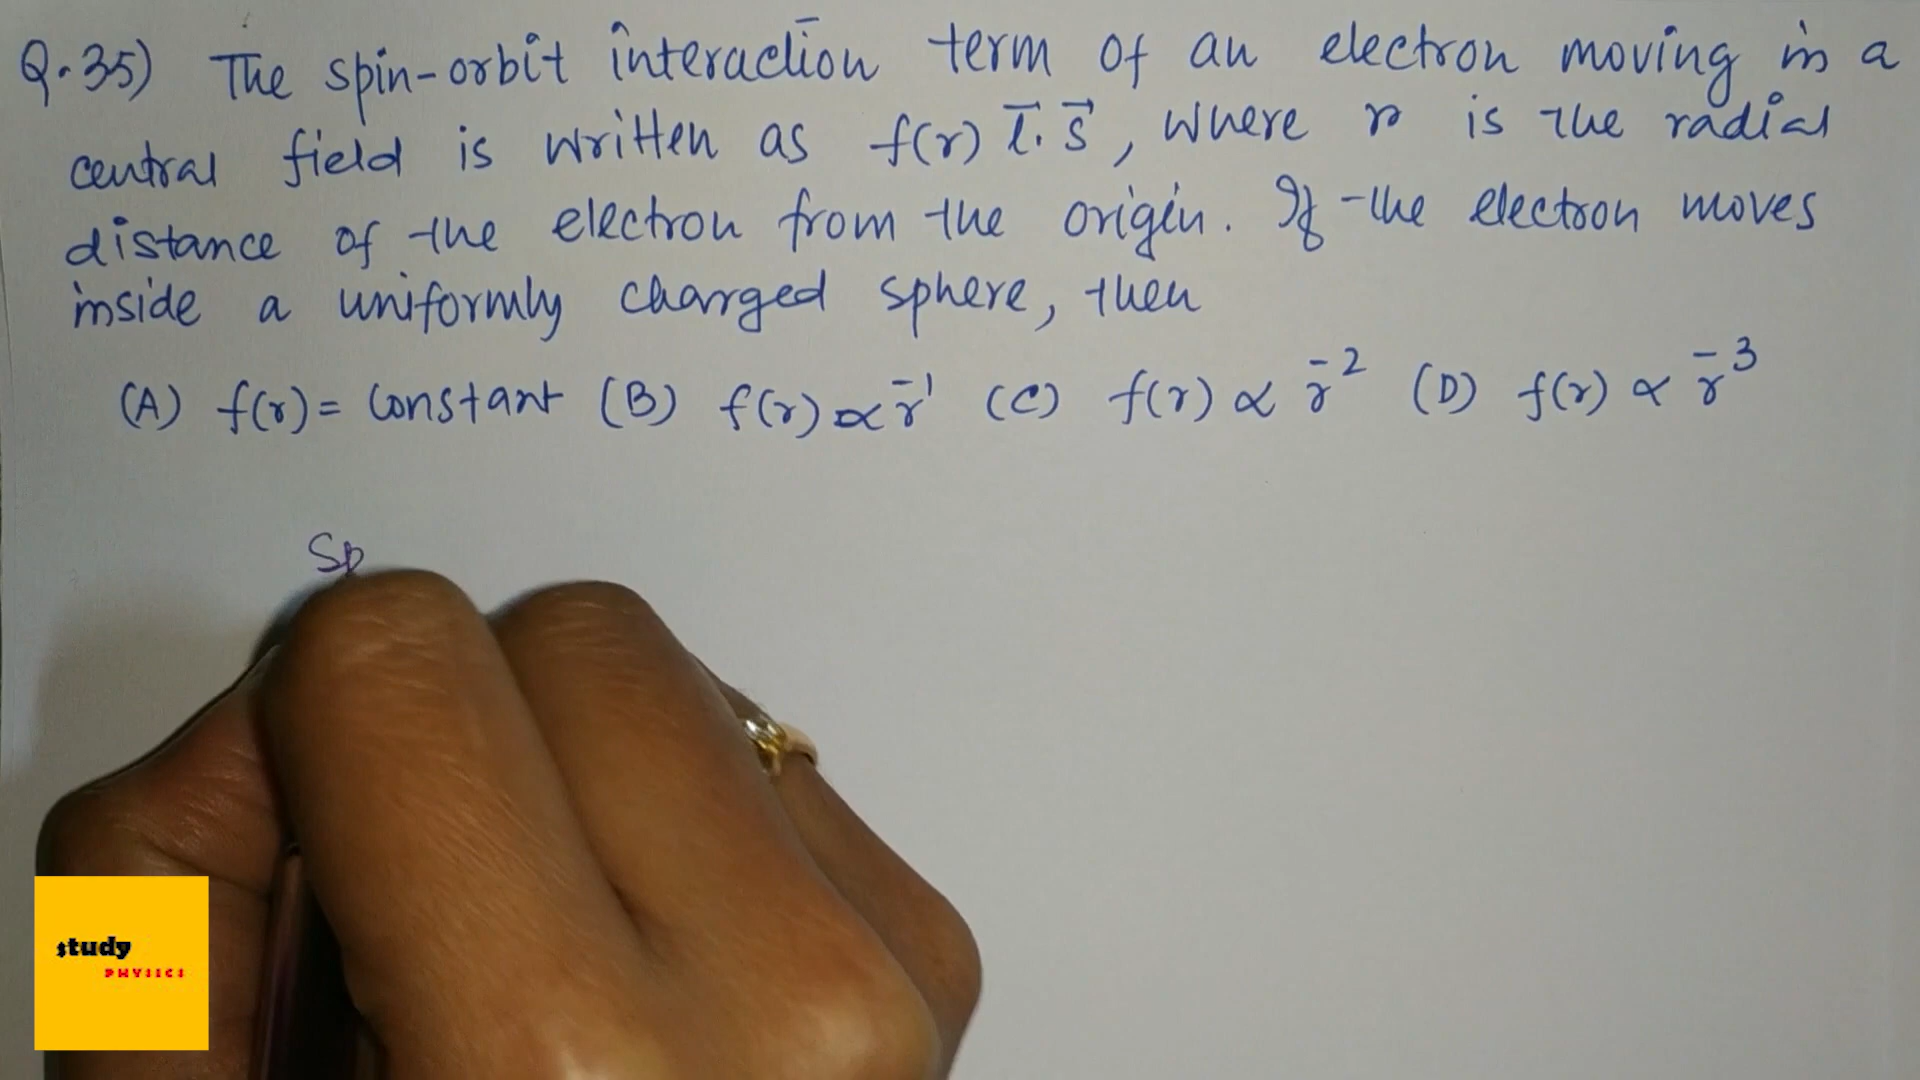 Q.35) The spin-orbit interaction term of an electron moving in a
central field is written as f(r) l⃗.s⃗, where r is the radial
distance of the electron from the origin. If the electron moves
inside a uniformly charged sphere, then
(A) f(r) = constant (B) f(r) ∝ r⁻¹ (C) f(r) ∝ r⁻² (D) f(r) ∝ r⁻³
Sp
study
PHYSICS